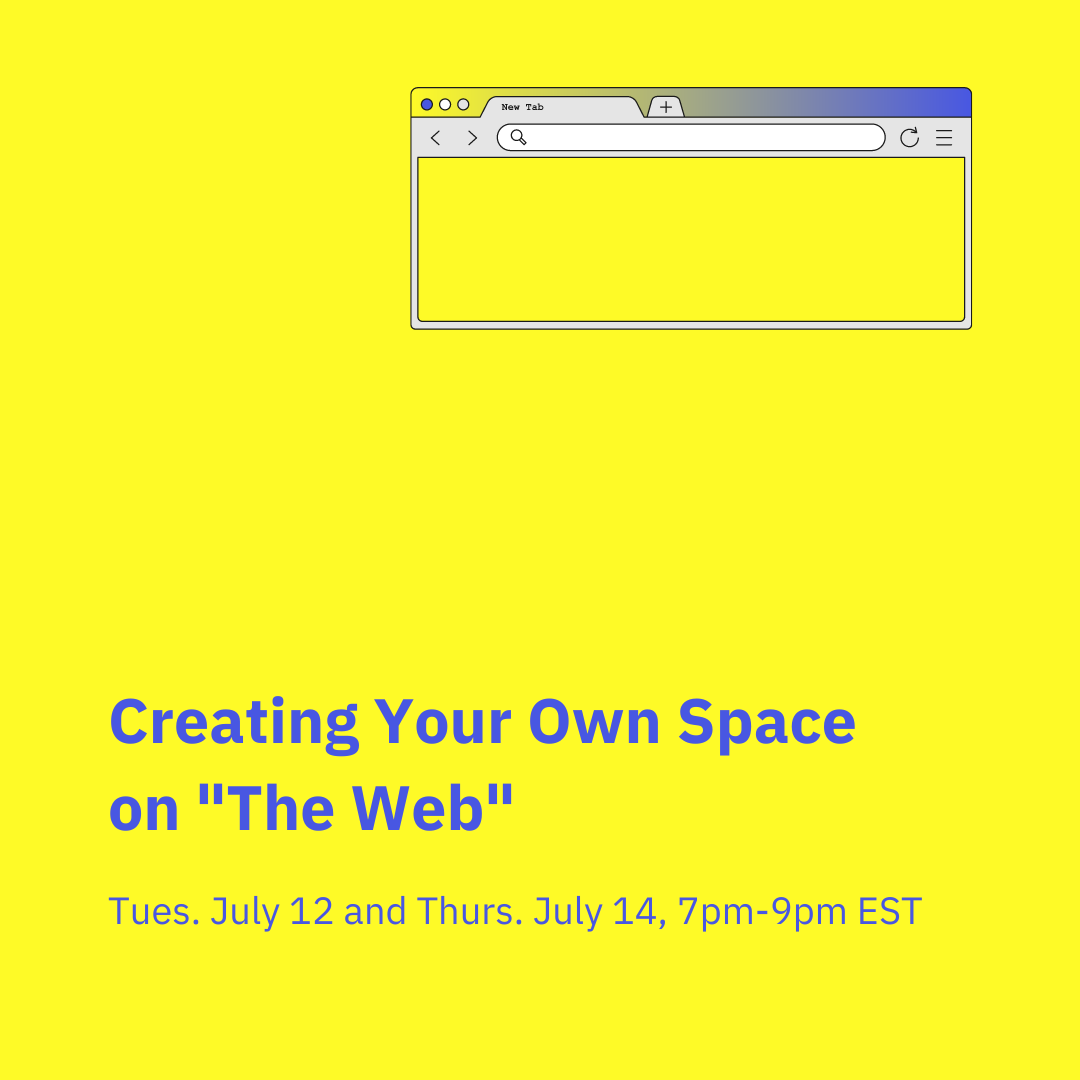 New Tab
Creating Your Own Space
on "The Web"
Tues. July 12 and Thurs. July 14, 7pm-9pm EST